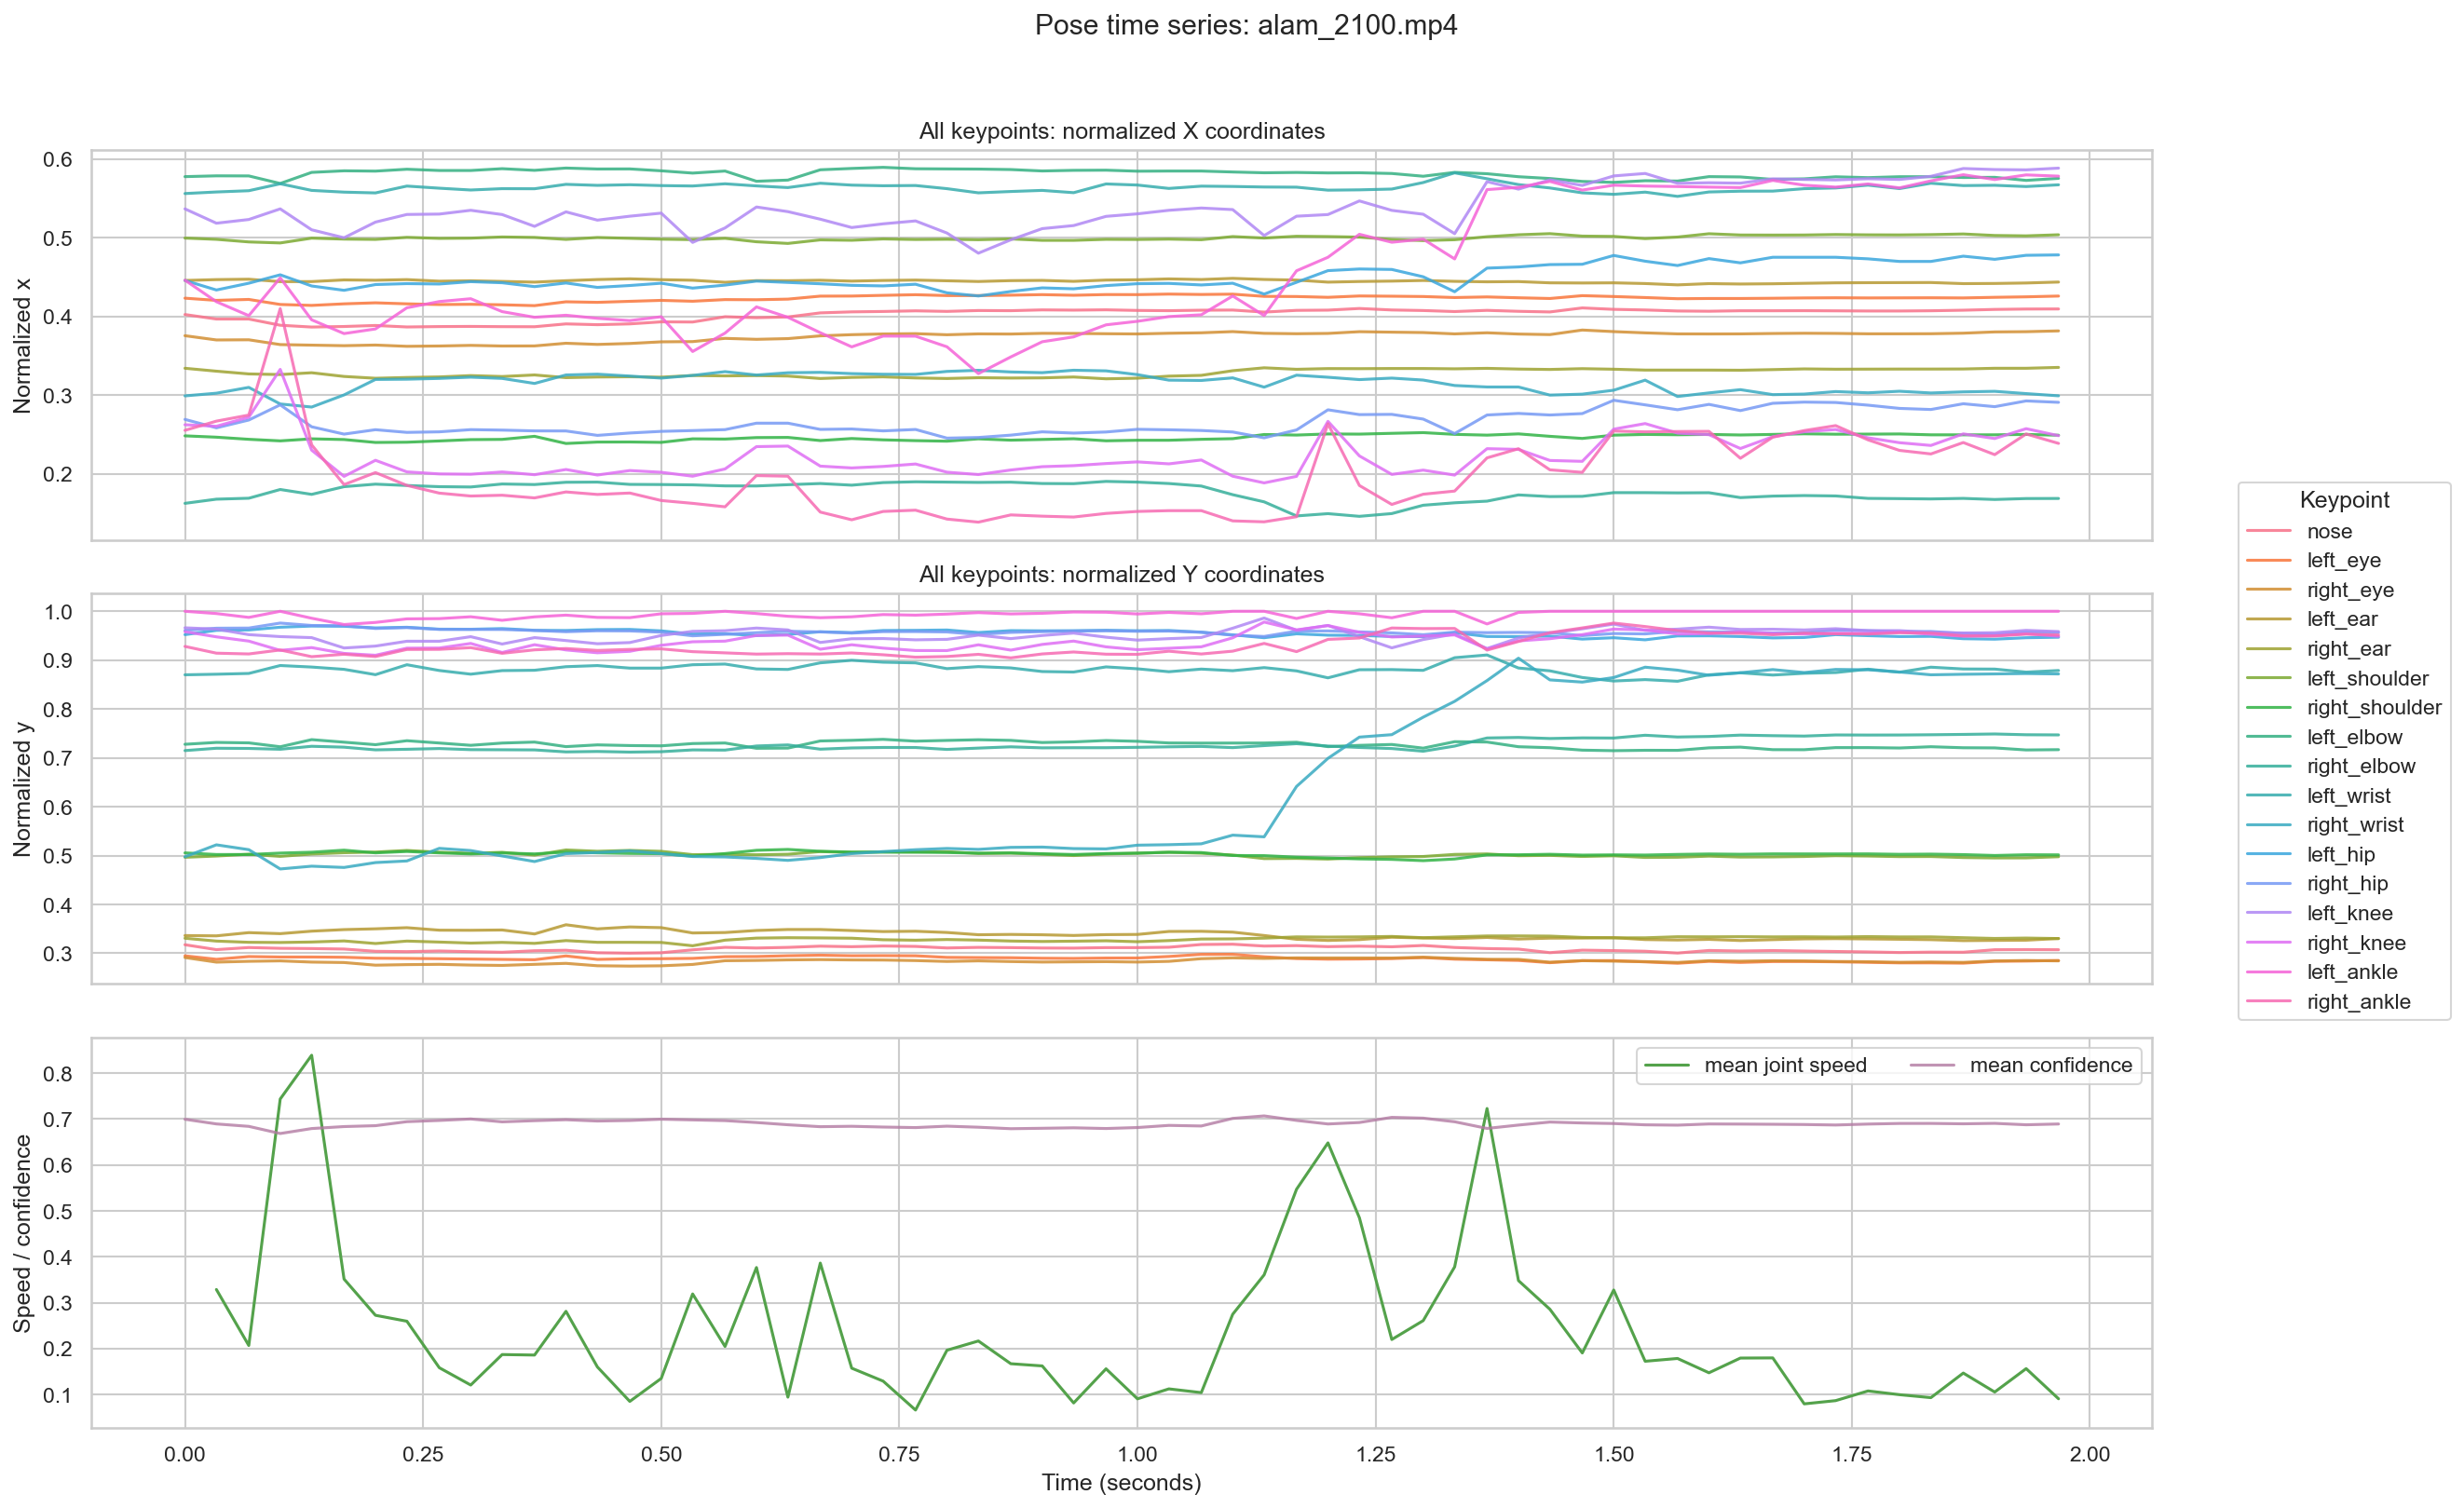 Pose time series: alam_2100.mp4
All keypoints: normalized X coordinates
Normalized x
0.6
0.5
0.4
0.3
0.2
All keypoints: normalized Y coordinates
Normalized y
1.0
0.9
0.8
0.7
0.6
0.5
0.4
0.3
Keypoint
nose
left_eye
right_eye
left_ear
right_ear
left_shoulder
right_shoulder
left_elbow
right_elbow
left_wrist
right_wrist
left_hip
right_hip
left_knee
right_knee
left_ankle
right_ankle
Speed / confidence
0.8
0.7
0.6
0.5
0.4
0.3
0.2
0.1
mean joint speed mean confidence
0.00 0.25 0.50 0.75 1.00 1.25 1.50 1.75 2.00
Time (seconds)